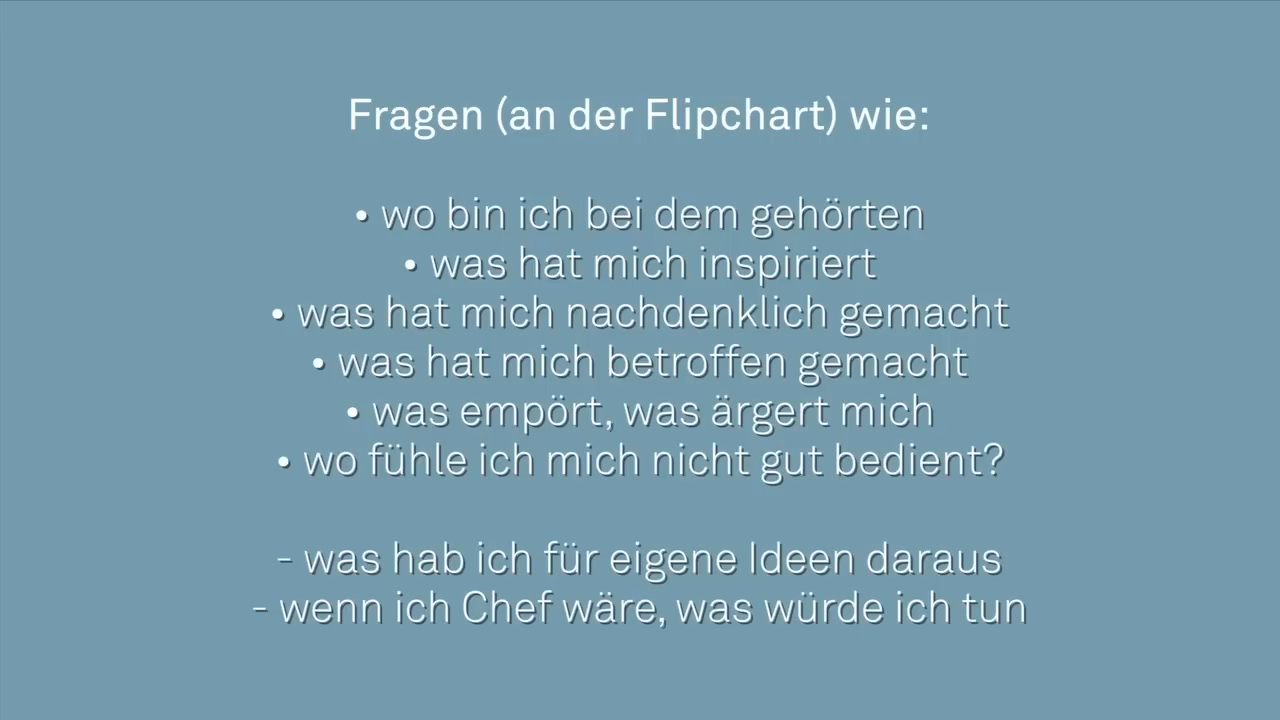 Fragen (an der Flipchart) wie:
• wo bin ich bei dem gehörten
• was hat mich inspiriert
• was hat mich nachdenklich gemacht
• was hat mich betroffen gemacht
• was empört, was ärgert mich
• wo fühle ich mich nicht gut bedient?
- was hab ich für eigene Ideen daraus
- wenn ich Chef wäre, was würde ich tun